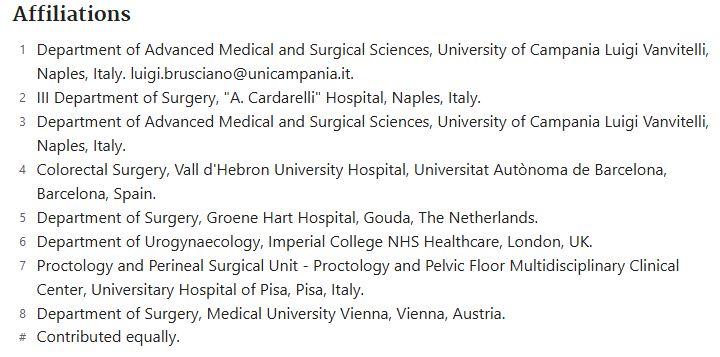 Affiliations
1 Department of Advanced Medical and Surgical Sciences, University of Campania Luigi Vanvitelli,
Naples, Italy. luigi.brusciano@unicampania.it.
2 III Department of Surgery, "A. Cardarelli" Hospital, Naples, Italy.
3 Department of Advanced Medical and Surgical Sciences, University of Campania Luigi Vanvitelli,
Naples, Italy.
4 Colorectal Surgery, Vall d'Hebron University Hospital, Universitat Autònoma de Barcelona,
Barcelona, Spain.
5 Department of Surgery, Groene Hart Hospital, Gouda, The Netherlands.
6 Department of Urogynaecology, Imperial College NHS Healthcare, London, UK.
7 Proctology and Perineal Surgical Unit - Proctology and Pelvic Floor Multidisciplinary Clinical
Center, Universitary Hospital of Pisa, Pisa, Italy.
8 Department of Surgery, Medical University Vienna, Vienna, Austria.
# Contributed equally.